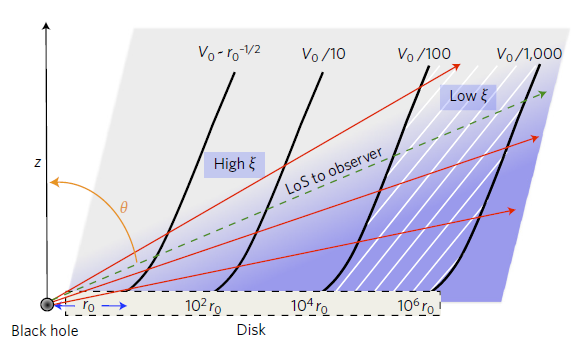 V₀ ~ r₀⁻¹/² V₀/10 V₀/100 V₀/1,000
Low ξ
High ξ
LoS to observer
z
θ
r₀ 10²r₀ 10⁴r₀ 10⁶r₀
Black hole Disk